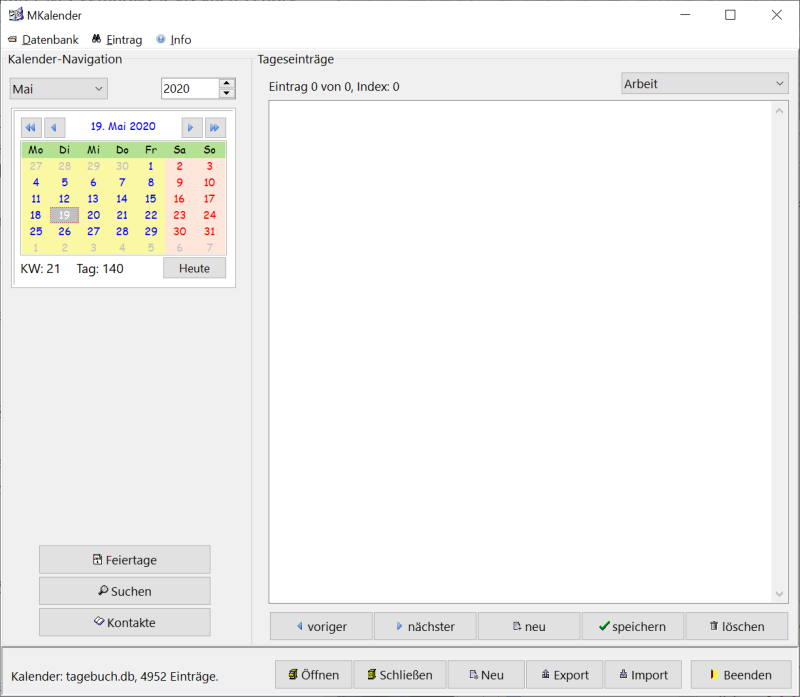 MKalender
Datenbank Eintrag Info
Kalender-Navigation
Mai 2020
19. Mai 2020
Mo Di Mi Do Fr Sa So
27 28 29 30 1 2 3
4 5 6 7 8 9 10
11 12 13 14 15 16 17
18 19 20 21 22 23 24
25 26 27 28 29 30 31
1 2 3 4 5 6 7
KW: 21 Tag: 140 Heute
Feiertage
Suchen
Kontakte
Tageseinträge
Eintrag 0 von 0, Index: 0 Arbeit
voriger nächster neu speichern löschen
Kalender: tagebuch.db, 4952 Einträge. Öffnen Schließen Neu Export Import Beenden